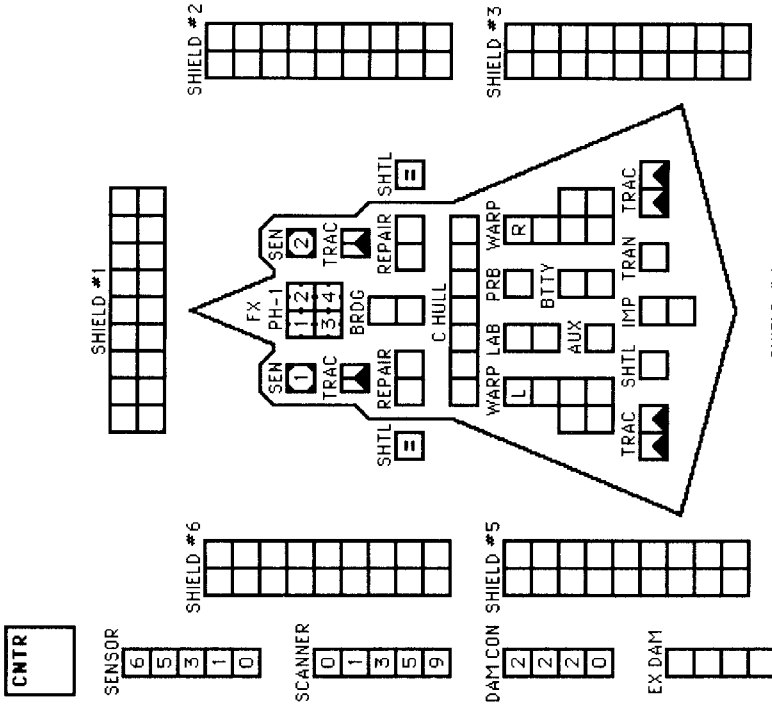 CNTR
SHIELD #1
SHIELD #2
SHIELD #3
SHIELD #6
SHIELD #5
SENSOR
6
5
3
1
0
SCANNER
0
1
3
5
9
DAM CON
2
2
2
0
EX DAM
FX
PH-1
1 2
3 4
SEN
1
SEN
2
TRAC
TRAC
BRDG
REPAIR
REPAIR
SHTL
=
SHTL
=
C HULL
WARP
L
LAB
PRB
WARP
R
AUX
BTTY
TRAC
SHTL
IMP
TRAN
TRAC